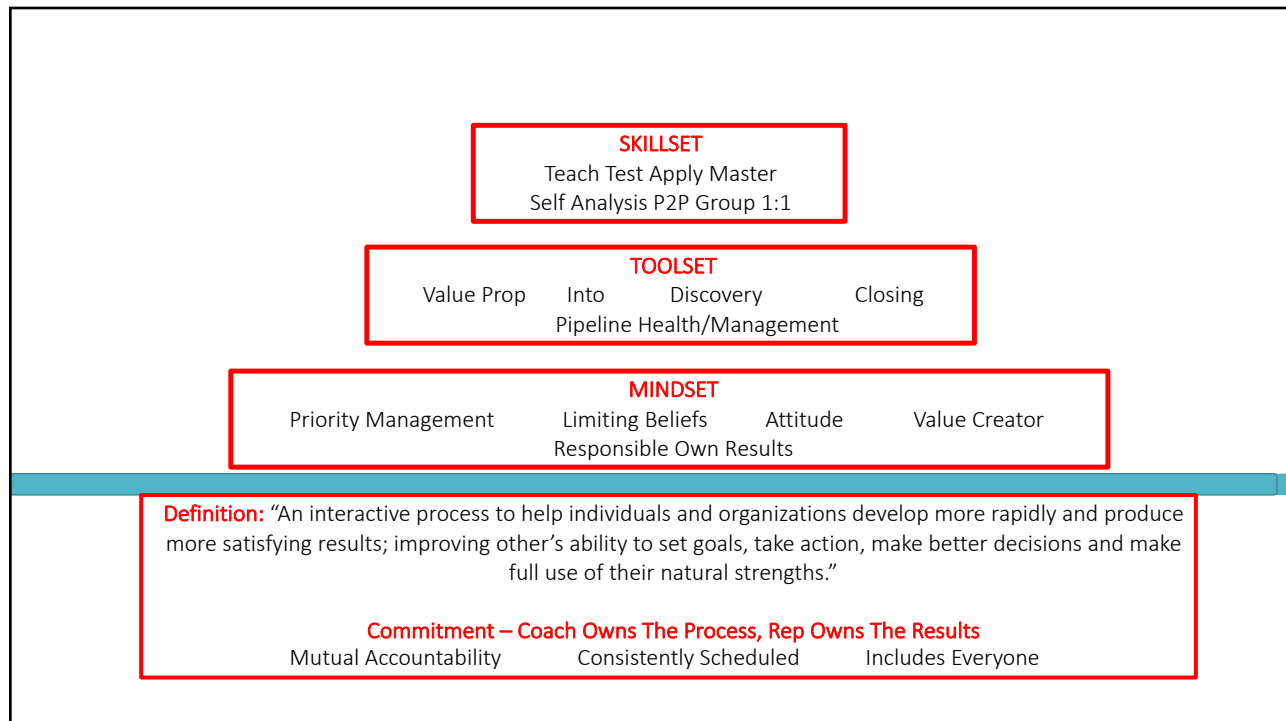 SKILLSET
Teach Test Apply Master
Self Analysis P2P Group 1:1
TOOLSET
Value Prop Into Discovery Closing
Pipeline Health/Management
MINDSET
Priority Management Limiting Beliefs Attitude Value Creator
Responsible Own Results
Definition: “An interactive process to help individuals and organizations develop more rapidly and produce
more satisfying results; improving other’s ability to set goals, take action, make better decisions and make
full use of their natural strengths.”
Commitment – Coach Owns The Process, Rep Owns The Results
Mutual Accountability Consistently Scheduled Includes Everyone